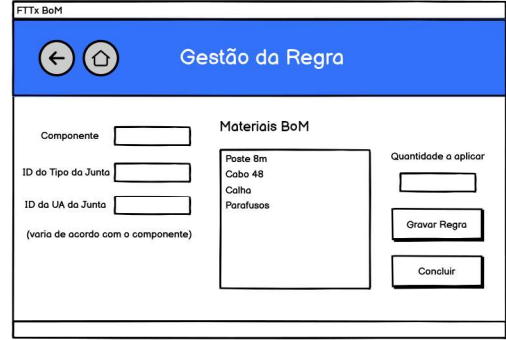 FTTx BoM
Gestão da Regra
Componente
ID do Tipo da Junta
ID da UA da Junta
(varia de acordo com o componente)
Materiais BoM
Poste 8m
Cabo 48
Calha
Parafusos
Quantidade a aplicar
Gravar Regra
Concluir